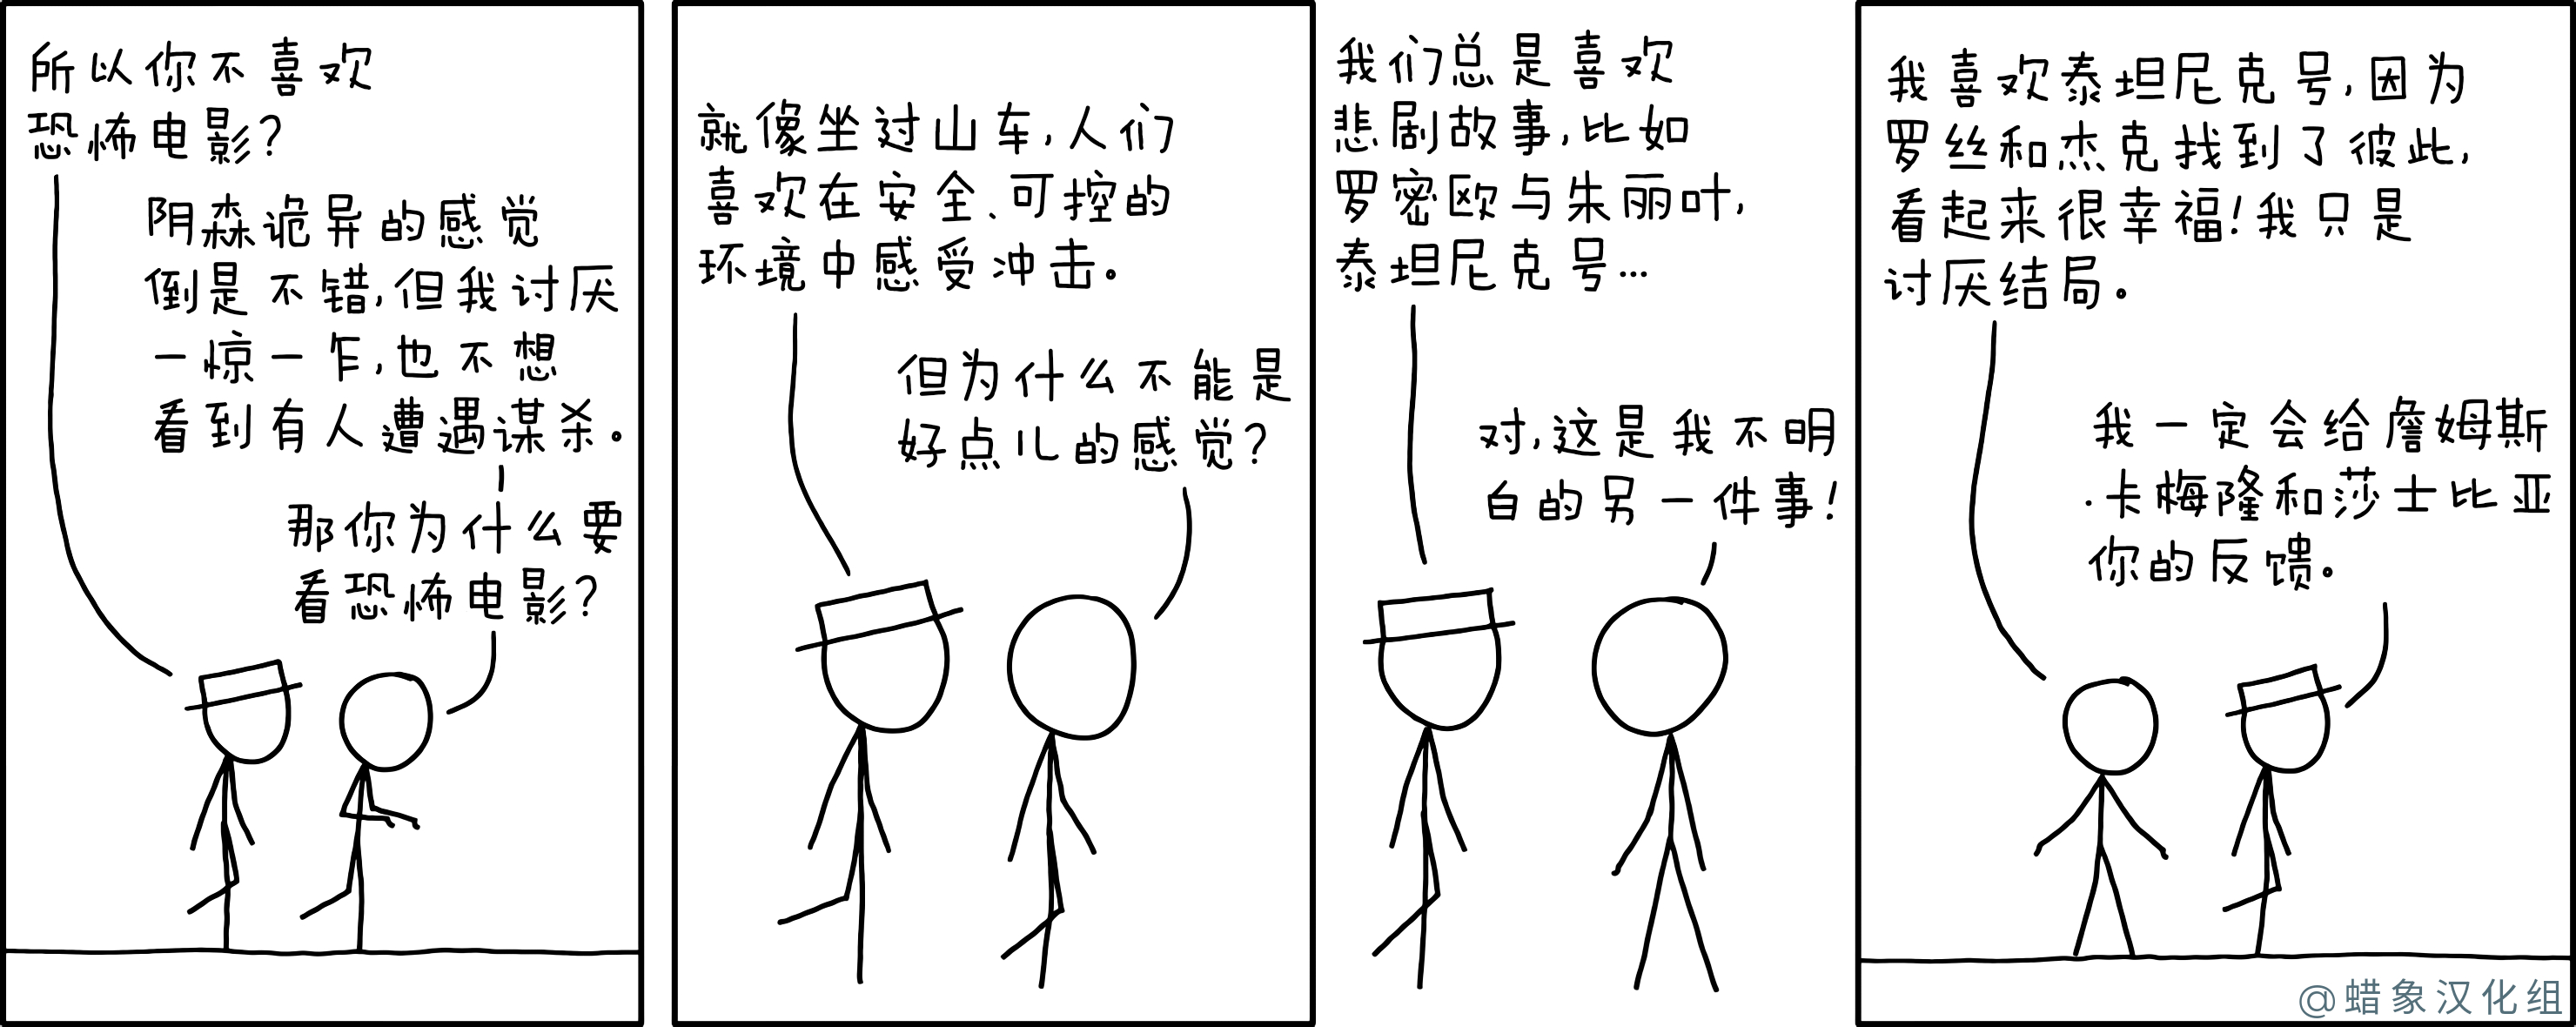 所以你不喜欢
恐怖电影?
阴森诡异的感觉
倒是不错,但我讨厌
一惊一乍,也不想
看到有人遭遇谋杀。
那你为什么要
看恐怖电影?
就像坐过山车,人们
喜欢在安全、可控的
环境中感受冲击。
但为什么不能是
好点儿的感觉?
我们总是喜欢
悲剧故事,比如
罗密欧与朱丽叶,
泰坦尼克号…
对,这是我不明
白的另一件事!
我喜欢泰坦尼克号,因为
罗丝和杰克找到了彼此,
看起来很幸福!我只是
讨厌结局。
我一定会给詹姆斯
·卡梅隆和莎士比亚
你的反馈。
@蜡象汉化组